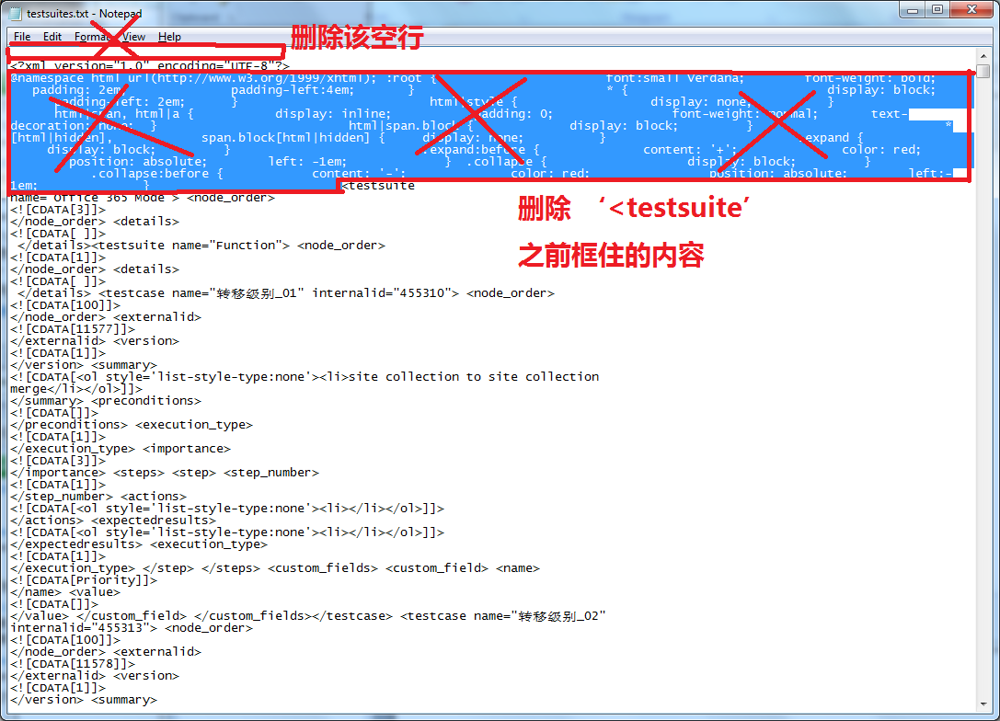 testsuites.txt - Notepad
File Edit Format View Help
删除该空行
<?xml version="1.0" encoding="UTF-8"?>
@namespace html url(http://www.w3.org/1999/xhtml); :root { font:small Verdana; font-weight: bold;
padding: 2em; padding-left:4em; } * { display: block;
padding-left: 2em; } html|style { display: none; }
html|span, html|a { display: inline; padding: 0; font-weight: normal; text-
decoration: none; } html|span.block { display: block; } *
[html|hidden], span.block[html|hidden] { display: none; } .expand {
display: block; } .expand:before { content: '+'; color: red;
position: absolute; left: -1em; } .collapse { display: block; }
.collapse:before { content: '-'; color: red; position: absolute; left:-
1em; } <testsuite
name="Office 365 Mode"> <node_order>
<![CDATA[3]]>
</node_order> <details>
<![CDATA[ ]]>
</details><testsuite name="Function"> <node_order>
<![CDATA[1]]>
</node_order> <details>
<![CDATA[ ]]>
</details> <testcase name="转移级别_01" internalid="455310"> <node_order>
<![CDATA[100]]>
</node_order> <externalid>
<![CDATA[11577]]>
</externalid> <version>
<![CDATA[1]]>
</version> <summary>
<![CDATA[<ol style='list-style-type:none'><li>site collection to site collection
merge</li></ol>]]>
</summary> <preconditions>
<![CDATA[]]>
</preconditions> <execution_type>
<![CDATA[1]]>
</execution_type> <importance>
<![CDATA[3]]>
</importance> <steps> <step> <step_number>
<![CDATA[1]]>
</step_number> <actions>
<![CDATA[<ol style='list-style-type:none'><li></li></ol>]]>
</actions> <expectedresults>
<![CDATA[<ol style='list-style-type:none'><li></li></ol>]]>
</expectedresults> <execution_type>
<![CDATA[1]]>
</execution_type> </step> </steps> <custom_fields> <custom_field> <name>
<![CDATA[Priority]]>
</name> <value>
<![CDATA[]]>
</value> </custom_field> </custom_fields></testcase> <testcase name="转移级别_02"
internalid="455313"> <node_order>
<![CDATA[100]]>
</node_order> <externalid>
<![CDATA[11578]]>
</externalid> <version>
<![CDATA[1]]>
</version> <summary>
删除 ‘<testsuite’
之前框住的内容